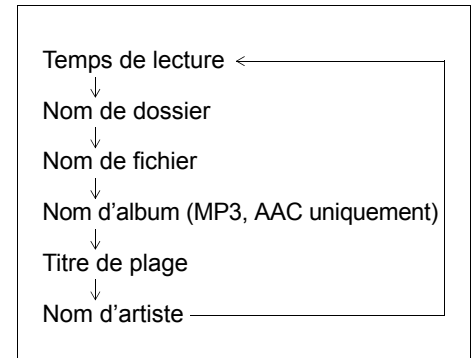 Temps de lecture
Nom de dossier
Nom de fichier
Nom d’album (MP3, AAC uniquement)
Titre de plage
Nom d’artiste